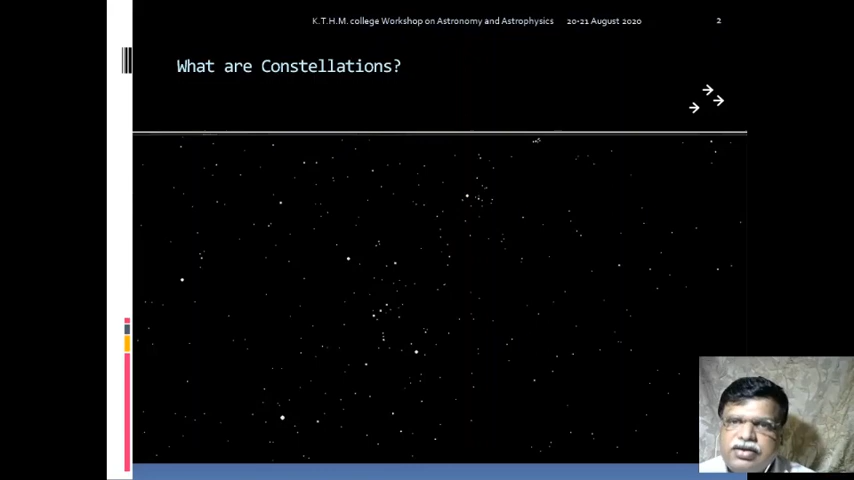 K.T.H.M. college Workshop on Astronomy and Astrophysics 20-21 August 2020 2
What are Constellations?